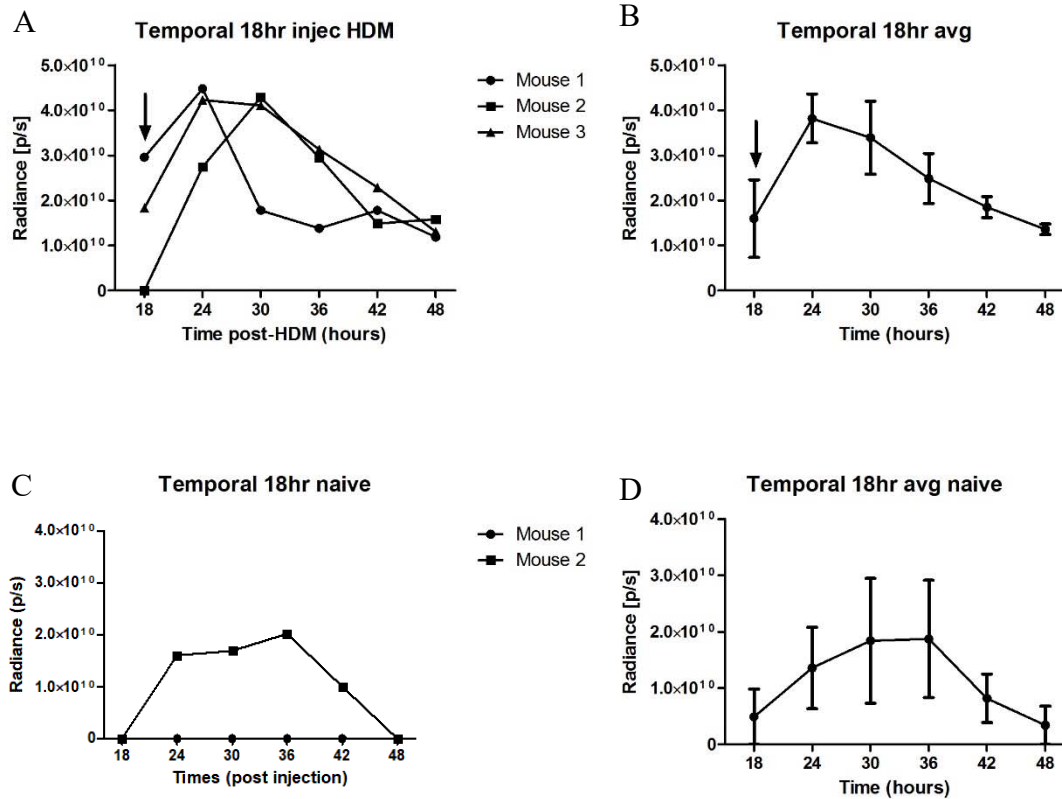 A
Temporal 18hr injec HDM
5.0×10¹⁰
4.0×10¹⁰
3.0×10¹⁰
2.0×10¹⁰
1.0×10¹⁰
0
Radiance [p/s]
18 24 30 36 42 48
Time post-HDM (hours)
Mouse 1
Mouse 2
Mouse 3
B
Temporal 18hr avg
5.0×10¹⁰
4.0×10¹⁰
3.0×10¹⁰
2.0×10¹⁰
1.0×10¹⁰
0
Radiance [p/s]
18 24 30 36 42 48
Time (hours)
C
Temporal 18hr naive
4.0×10¹⁰
3.0×10¹⁰
2.0×10¹⁰
1.0×10¹⁰
0
Radiance (p/s)
18 24 30 36 42 48
Times (post injection)
Mouse 1
Mouse 2
D
Temporal 18hr avg naive
4.0×10¹⁰
3.0×10¹⁰
2.0×10¹⁰
1.0×10¹⁰
0
Radiance [p/s]
18 24 30 36 42 48
Time (hours)